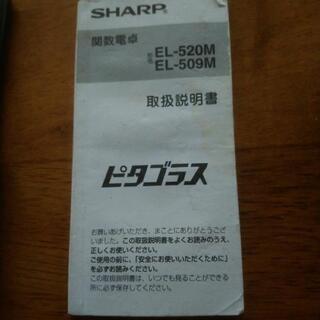 SHARP
関数電卓
形名 EL-520M
EL-509M
取扱説明書
ピタゴラス
お買いあげいただき、まことにありがとうござ
いました。この取扱説明書をよくお読みのうえ、
正しくお使いください。
ご使用の前に、「安全にお使いいただくために」
を必ずお読みください。
この取扱説明書は、いつでも見ることができる
所に必ず保存してください。